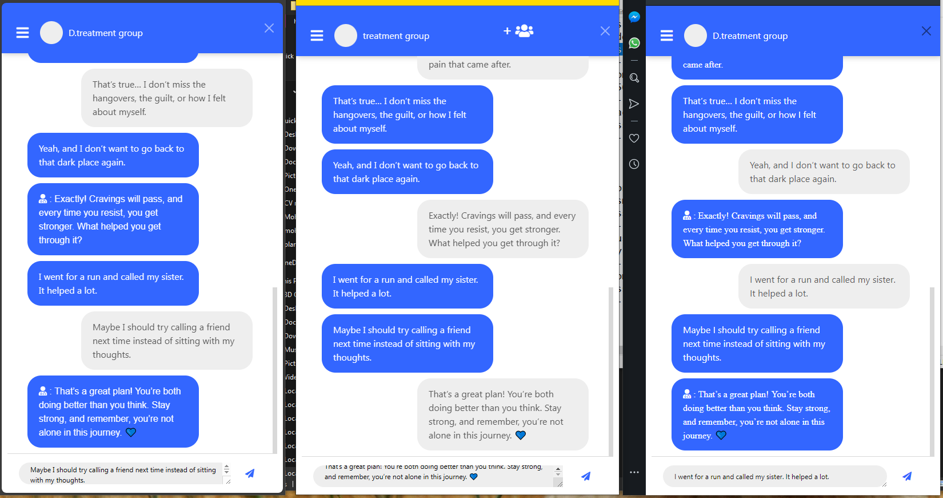 D.treatment group
That's true... I don't miss the
hangovers, the guilt, or how I felt
about myself.
Yeah, and I don't want to go back to
that dark place again.
: Exactly! Cravings will pass, and
every time you resist, you get
stronger. What helped you get
through it?
I went for a run and called my sister.
It helped a lot.
Maybe I should try calling a friend
next time instead of sitting with my
thoughts.
: That's a great plan! You're both
doing better than you think. Stay
strong, and remember, you're not
alone in this journey. 💙
Maybe I should try calling a friend next time instead of sitting
with my thoughts.
treatment group
pain that came after.
That's true... I don't miss the
hangovers, the guilt, or how I felt
about myself.
Yeah, and I don't want to go back to
that dark place again.
Exactly! Cravings will pass, and every
time you resist, you get stronger.
What helped you get through it?
I went for a run and called my sister.
It helped a lot.
Maybe I should try calling a friend
next time instead of sitting with my
thoughts.
That's a great plan! You're both
doing better than you think. Stay
strong, and remember, you're not
alone in this journey. 💙
That's a great plan! You're both doing better than you think. Stay strong,
and remember, you're not alone in this journey. 💙
D.treatment group
came after.
That's true... I don't miss the
hangovers, the guilt, or how I felt
about myself.
Yeah, and I don't want to go back to
that dark place again.
: Exactly! Cravings will pass, and
every time you resist, you get stronger.
What helped you get through it?
I went for a run and called my sister.
It helped a lot.
Maybe I should try calling a friend
next time instead of sitting with my
thoughts.
: That's a great plan! You're both
doing better than you think. Stay strong,
and remember, you're not alone in this
journey. 💙
I went for a run and called my sister. It helped a lot.